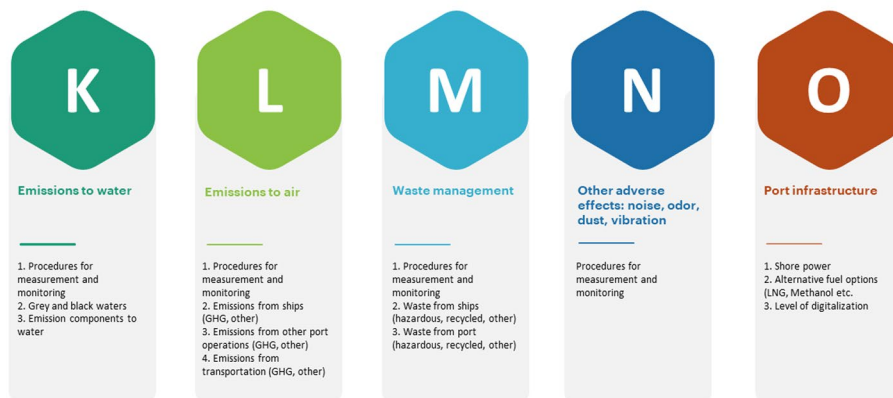 K
Emissions to water
1. Procedures for
measurement and
monitoring
2. Grey and black waters
3. Emission components to
water
L
Emissions to air
1. Procedures for
measurement and
monitoring
2. Emissions from ships
(GHG, other)
3. Emissions from other port
operations (GHG, other)
4. Emissions from
transportation (GHG, other)
M
Waste management
1. Procedures for
measurement and
monitoring
2. Waste from ships
(hazardous, recycled, other)
3. Waste from port
(hazardous, recycled, other)
N
Other adverse
effects: noise, odor,
dust, vibration
Procedures for
measurement and
monitoring
O
Port infrastructure
1. Shore power
2. Alternative fuel options
(LNG, Methanol etc.
3. Level of digitalization